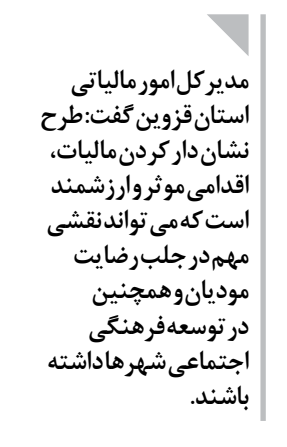 مدیر کل امور مالیاتی
استان قزوین گفت: طرح
نشان دار کردن مالیات،
اقدامی موثر و ارزشمند
است که می تواند نقشی
مهم در جلب رضایت
مودیان و همچنین
در توسعه فرهنگی
اجتماعی شهرها داشته
باشند.